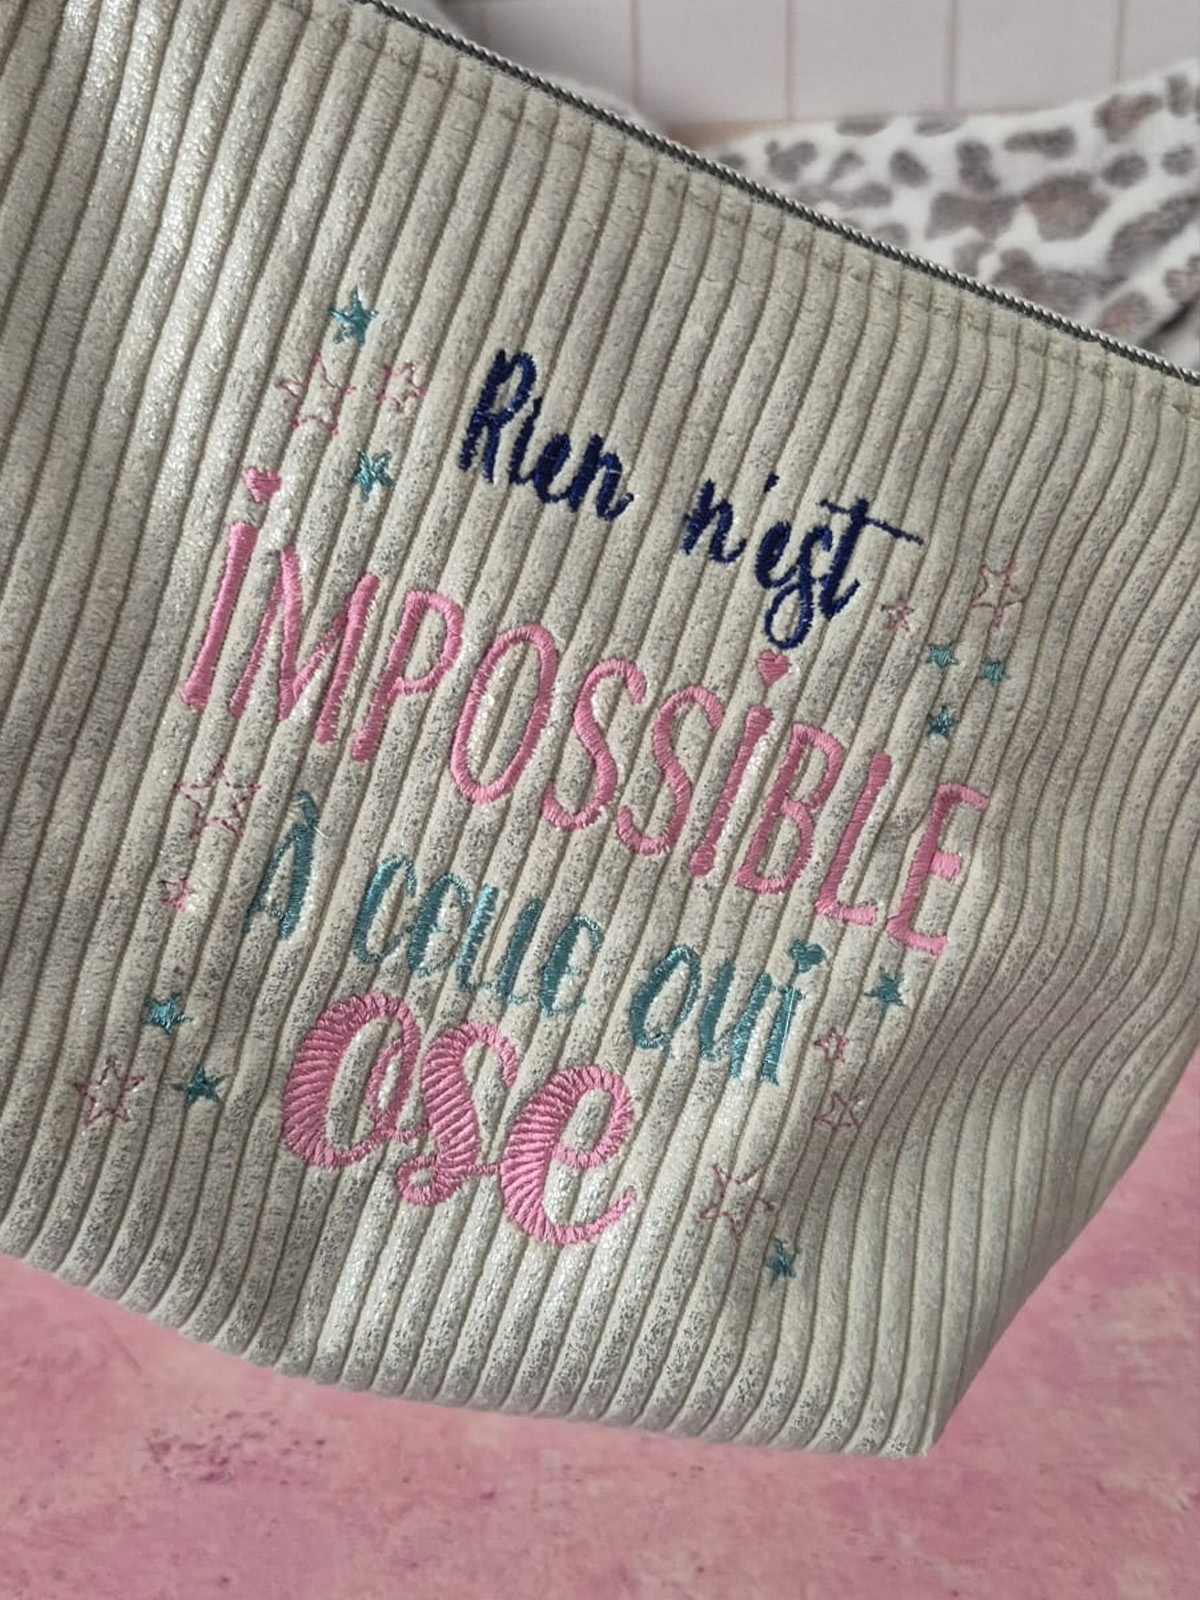 Rien n'est
iMPOSSiBLE
À CELLE QUi
ose